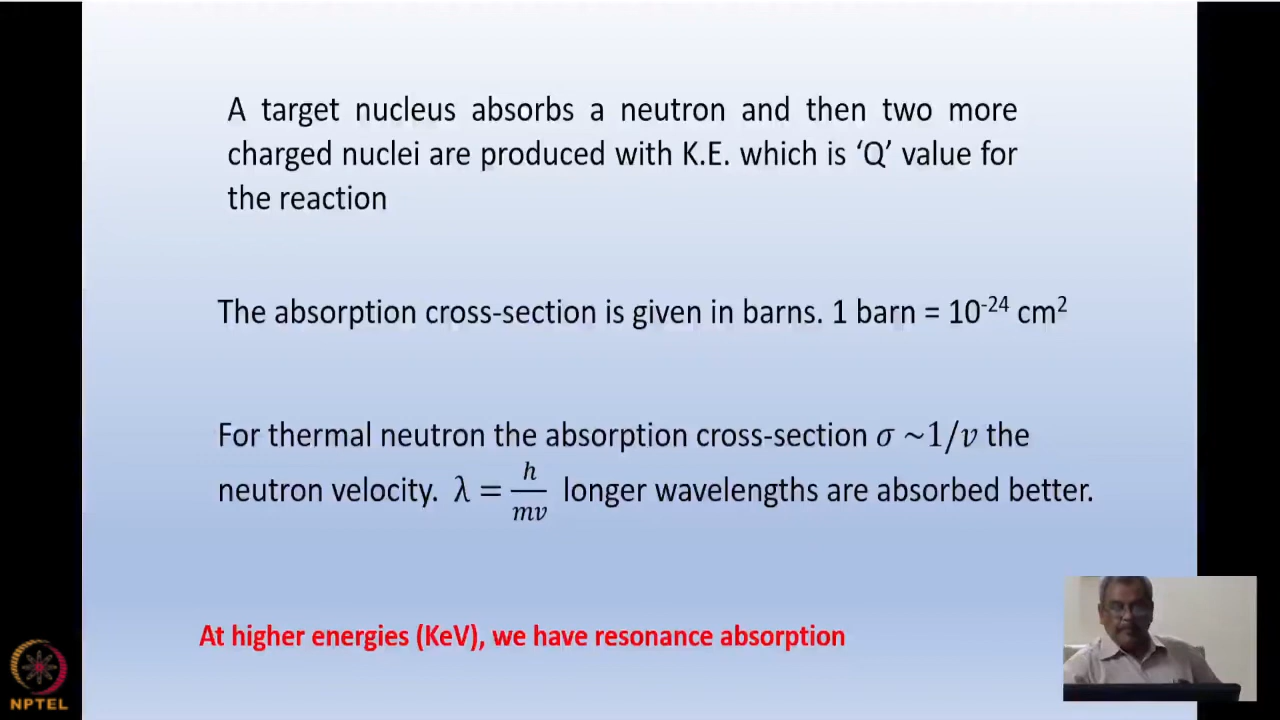 A target nucleus absorbs a neutron and then two more
charged nuclei are produced with K.E. which is ‘Q’ value for
the reaction
The absorption cross-section is given in barns. 1 barn = 10⁻²⁴ cm²
For thermal neutron the absorption cross-section σ ~1/v the
neutron velocity. λ = h/mv longer wavelengths are absorbed better.
At higher energies (KeV), we have resonance absorption
NPTEL